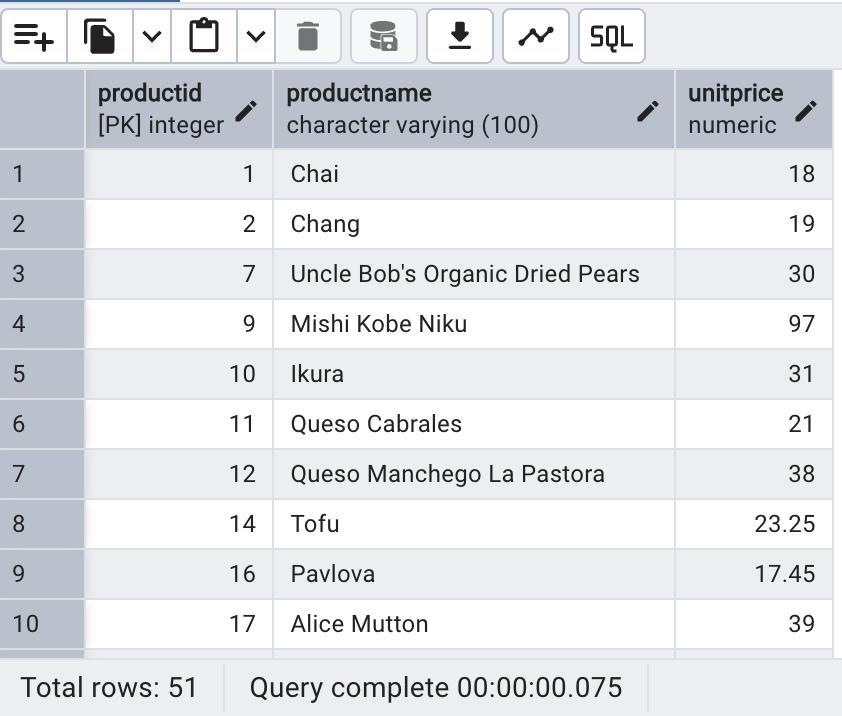 SQL
productid productname unitprice
[PK] integer character varying (100) numeric
1 1 Chai 18
2 2 Chang 19
3 7 Uncle Bob's Organic Dried Pears 30
4 9 Mishi Kobe Niku 97
5 10 Ikura 31
6 11 Queso Cabrales 21
7 12 Queso Manchego La Pastora 38
8 14 Tofu 23.25
9 16 Pavlova 17.45
10 17 Alice Mutton 39
Total rows: 51 Query complete 00:00:00.075